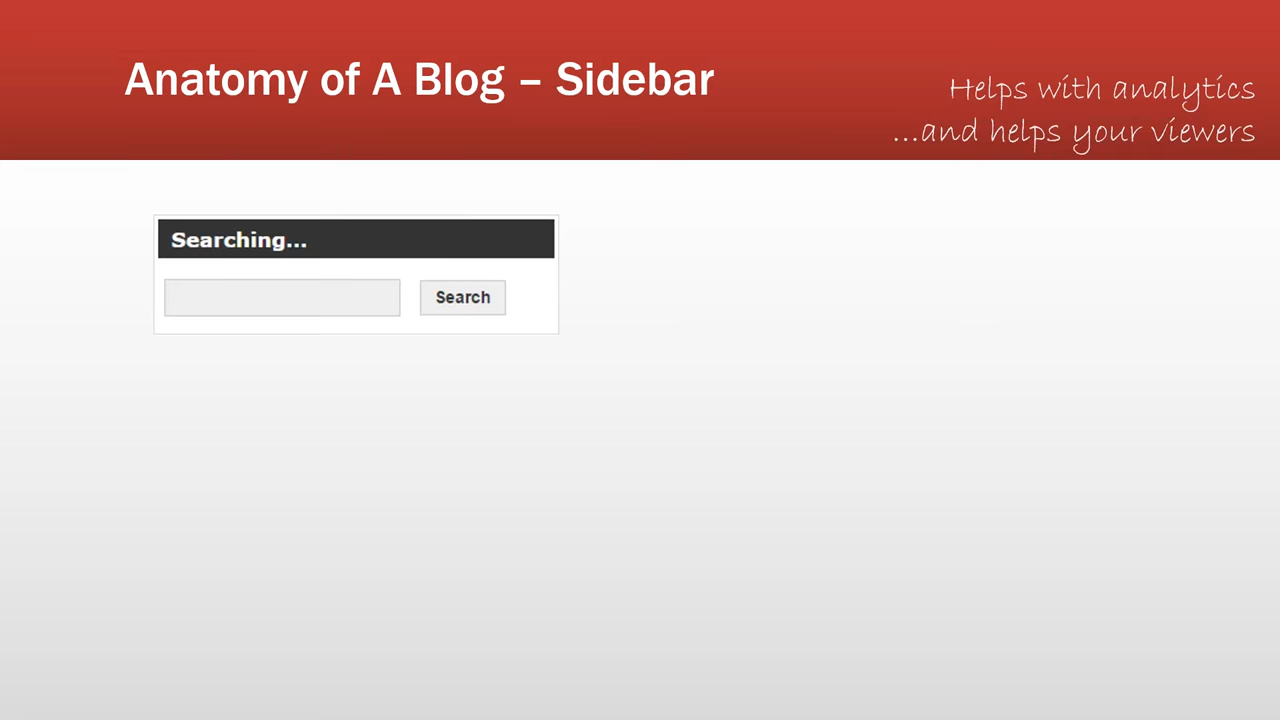 Anatomy of A Blog – Sidebar
Helps with analytics
...and helps your viewers
Searching...
Search